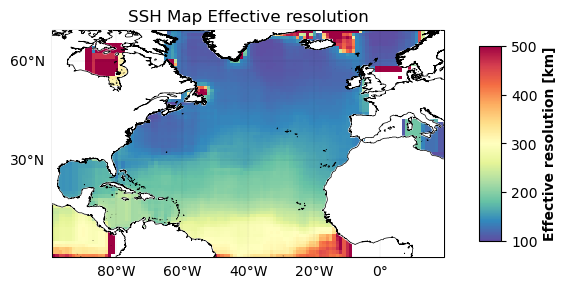 SSH Map Effective resolution
60°N
30°N
80°W
60°W
40°W
20°W
0°
500
400
300
200
100
Effective resolution [km]